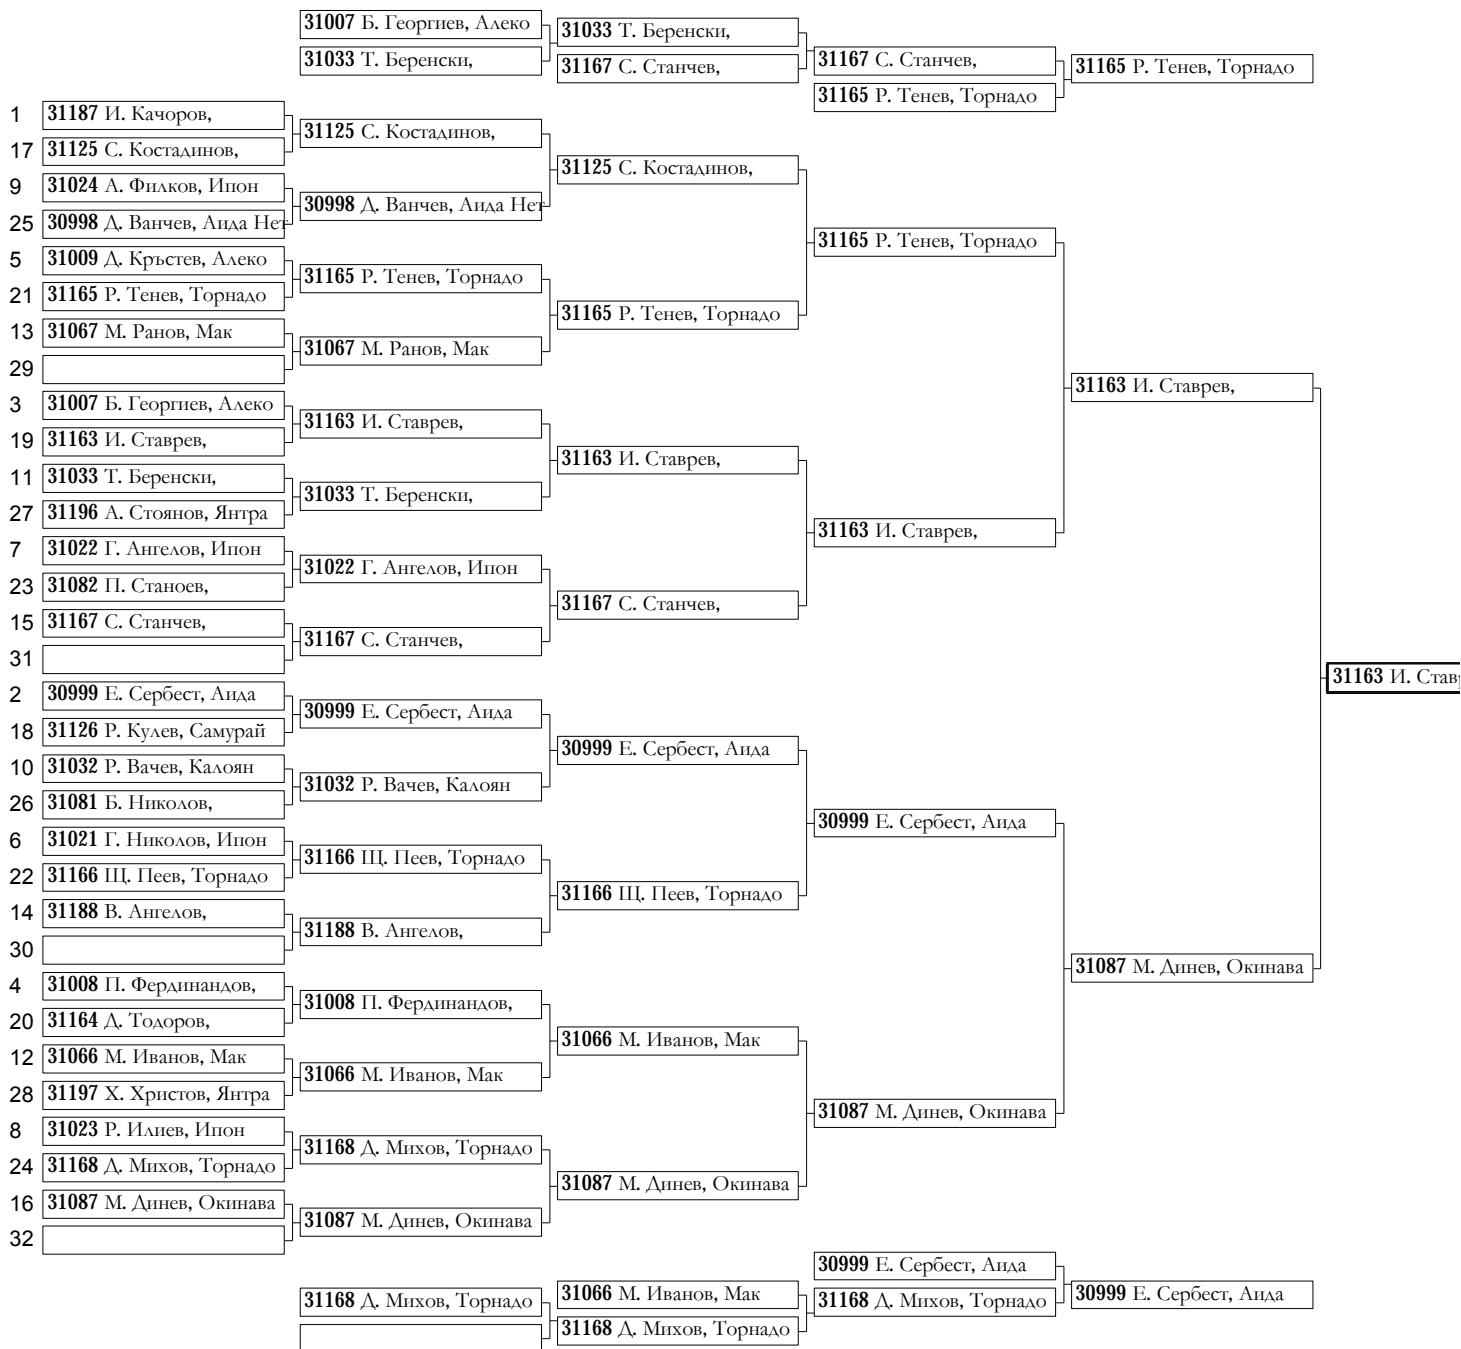 31007 Б. Георгиев, Алеко
31033 Т. Беренски,
31033 Т. Беренски,
31167 С. Станчев,
31167 С. Станчев,
31165 Р. Тенев, Торнадо
31165 Р. Тенев, Торнадо
1 31187 И. Качоров,
17 31125 С. Костадинов,
9 31024 А. Филков, Ипон
25 30998 Д. Ванчев, Аида Нет
5 31009 Д. Кръстев, Алеко
21 31165 Р. Тенев, Торнадо
13 31067 М. Ранов, Мак
29
3 31007 Б. Георгиев, Алеко
19 31163 И. Ставрев,
11 31033 Т. Беренски,
27 31196 А. Стоянов, Янтра
7 31022 Г. Ангелов, Ипон
23 31082 П. Станоев,
15 31167 С. Станчев,
31
2 30999 Е. Сербест, Аида
18 31126 Р. Кулев, Самурай
10 31032 Р. Вачев, Калоян
26 31081 Б. Николов,
6 31021 Г. Николов, Ипон
22 31166 Щ. Пеев, Торнадо
14 31188 В. Ангелов,
30
4 31008 П. Фердинандов,
20 31164 Д. Тодоров,
12 31066 М. Иванов, Мак
28 31197 Х. Христов, Янтра
8 31023 Р. Илиев, Ипон
24 31168 Д. Михов, Торнадо
16 31087 М. Динев, Окинава
32
31125 С. Костадинов,
30998 Д. Ванчев, Аида Нет
31165 Р. Тенев, Торнадо
31067 М. Ранов, Мак
31163 И. Ставрев,
31033 Т. Беренски,
31022 Г. Ангелов, Ипон
31167 С. Станчев,
30999 Е. Сербест, Аида
31032 Р. Вачев, Калоян
31166 Щ. Пеев, Торнадо
31188 В. Ангелов,
31008 П. Фердинандов,
31066 М. Иванов, Мак
31168 Д. Михов, Торнадо
31087 М. Динев, Окинава
31125 С. Костадинов,
31165 Р. Тенев, Торнадо
31163 И. Ставрев,
31167 С. Станчев,
30999 Е. Сербест, Аида
31166 Щ. Пеев, Торнадо
31066 М. Иванов, Мак
31087 М. Динев, Окинава
31165 Р. Тенев, Торнадо
31163 И. Ставрев,
30999 Е. Сербест, Аида
31087 М. Динев, Окинава
31163 И. Ставрев,
31087 М. Динев, Окинава
31163 И. Ставр
31168 Д. Михов, Торнадо
31066 М. Иванов, Мак
31168 Д. Михов, Торнадо
30999 Е. Сербест, Аида
31168 Д. Михов, Торнадо
30999 Е. Сербест, Аида